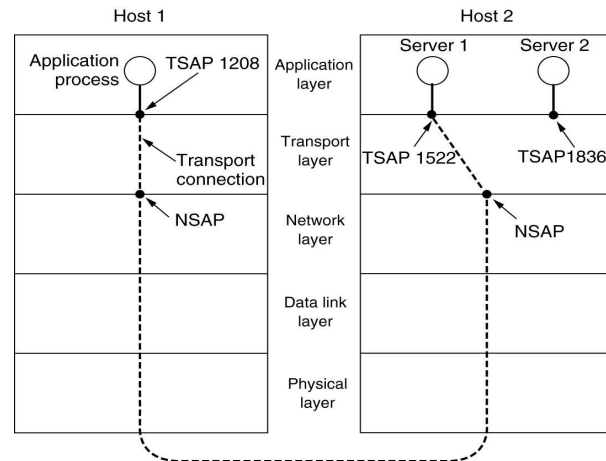 Host 1
Host 2
Application
process
TSAP 1208
Application
layer
Server 1
Server 2
Transport
connection
Transport
layer
TSAP 1522
TSAP1836
NSAP
Network
layer
NSAP
Data link
layer
Physical
layer